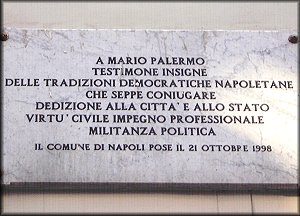 A MARIO PALERMO
TESTIMONE INSIGNE
DELLE TRADIZIONI DEMOCRATICHE NAPOLETANE
CHE SEPPE CONIUGARE
DEDIZIONE ALLA CITTA' E ALLO STATO
VIRTU' CIVILE IMPEGNO PROFESSIONALE
MILITANZA POLITICA
IL COMUNE DI NAPOLI POSE IL 21 OTTOBRE 1998